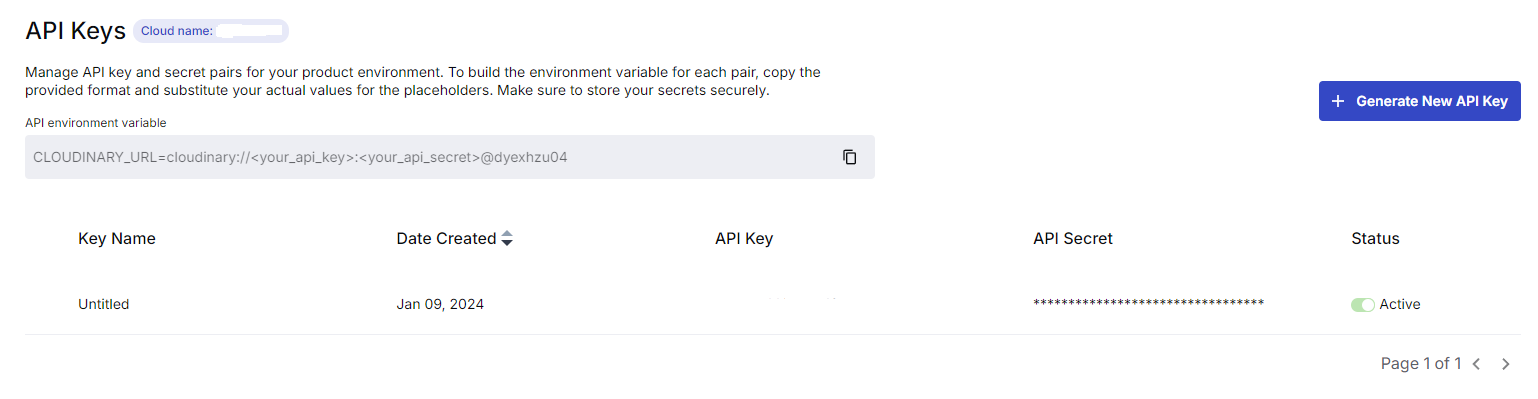 API Keys Cloud name:
Manage API key and secret pairs for your product environment. To build the environment variable for each pair, copy the
provided format and substitute your actual values for the placeholders. Make sure to store your secrets securely.
+ Generate New API Key
API environment variable
CLOUDINARY_URL=cloudinary://<your_api_key>:<your_api_secret>@dyexhzu04
Key Name Date Created API Key API Secret Status
Untitled Jan 09, 2024 ********************************* Active
Page 1 of 1